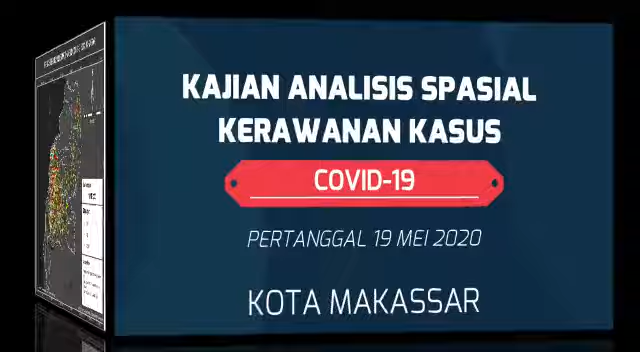 KAJIAN ANALISIS SPASIAL
KERAWANAN KASUS
COVID-19
PERTANGGAL 19 MEI 2020
KOTA MAKASSAR